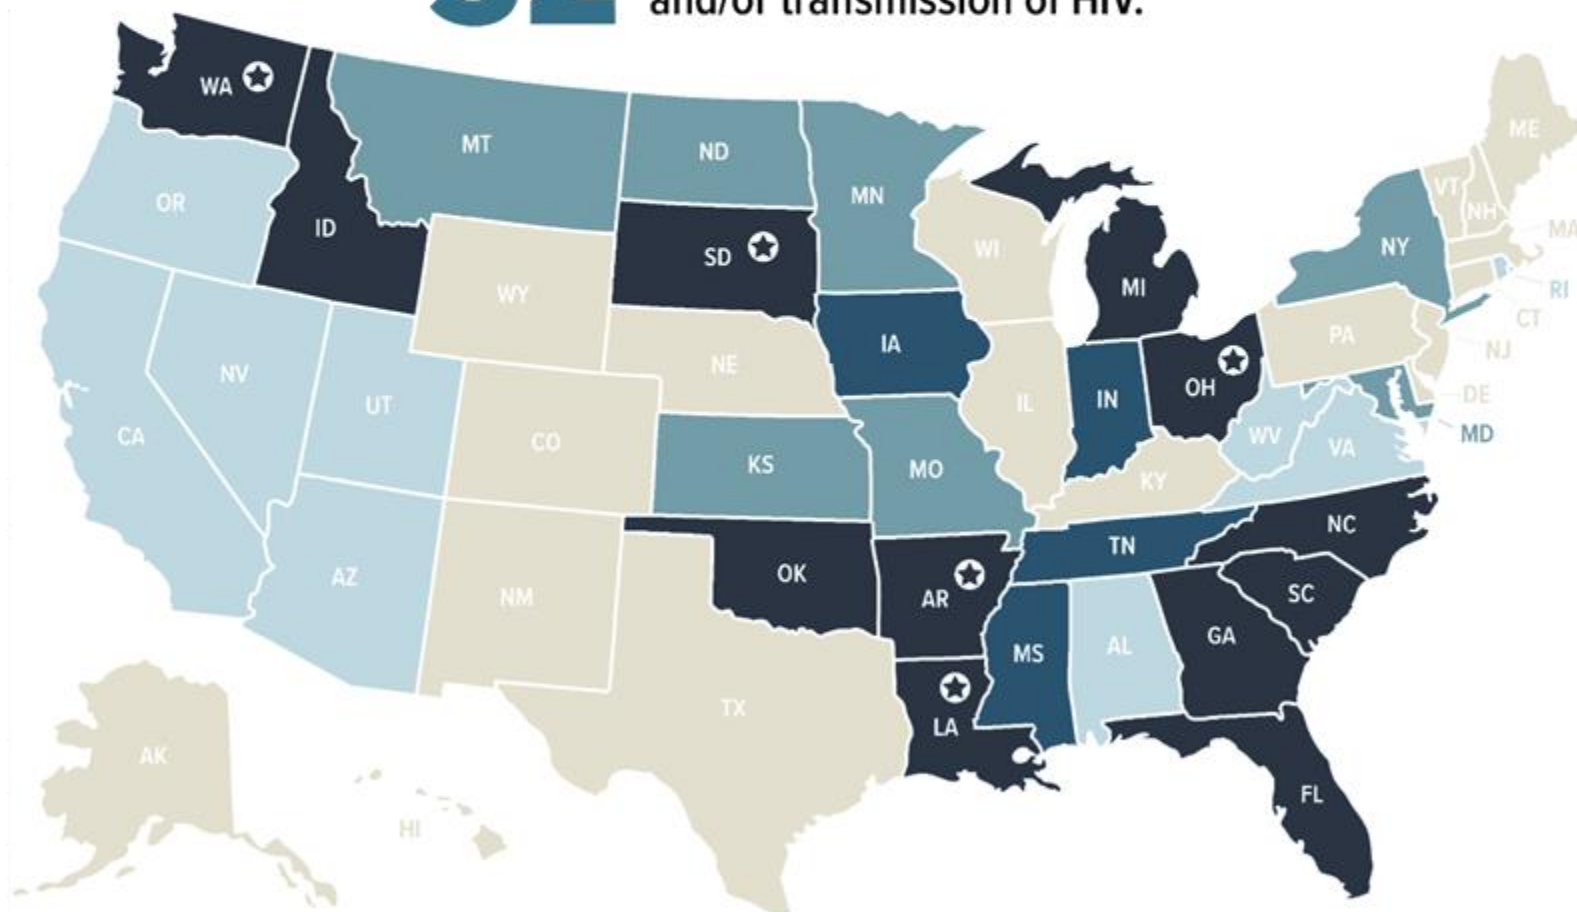 and/or transmission of HIV.
WA
MT
ND
MN
OR
ID
SD
WI
MI
NY
VT
NH
ME
MA
RI
CT
WY
IA
NE
PA
NJ
NV
UT
CA
CO
IL
IN
OH
DE
MD
WV
VA
KS
MO
KY
NC
TN
AZ
NM
OK
AR
SC
MS
AL
GA
TX
LA
AK
HI
FL